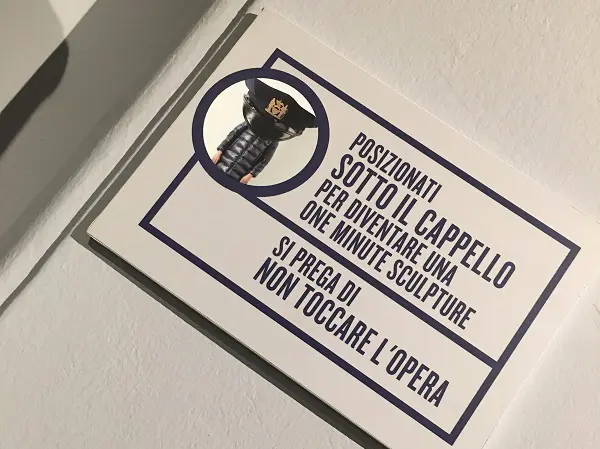 POSIZIONATI
SOTTO IL CAPPELLO
PER DIVENTARE UNA
ONE MINUTE SCULPTURE
SI PREGA DI
NON TOCCARE L'OPERA